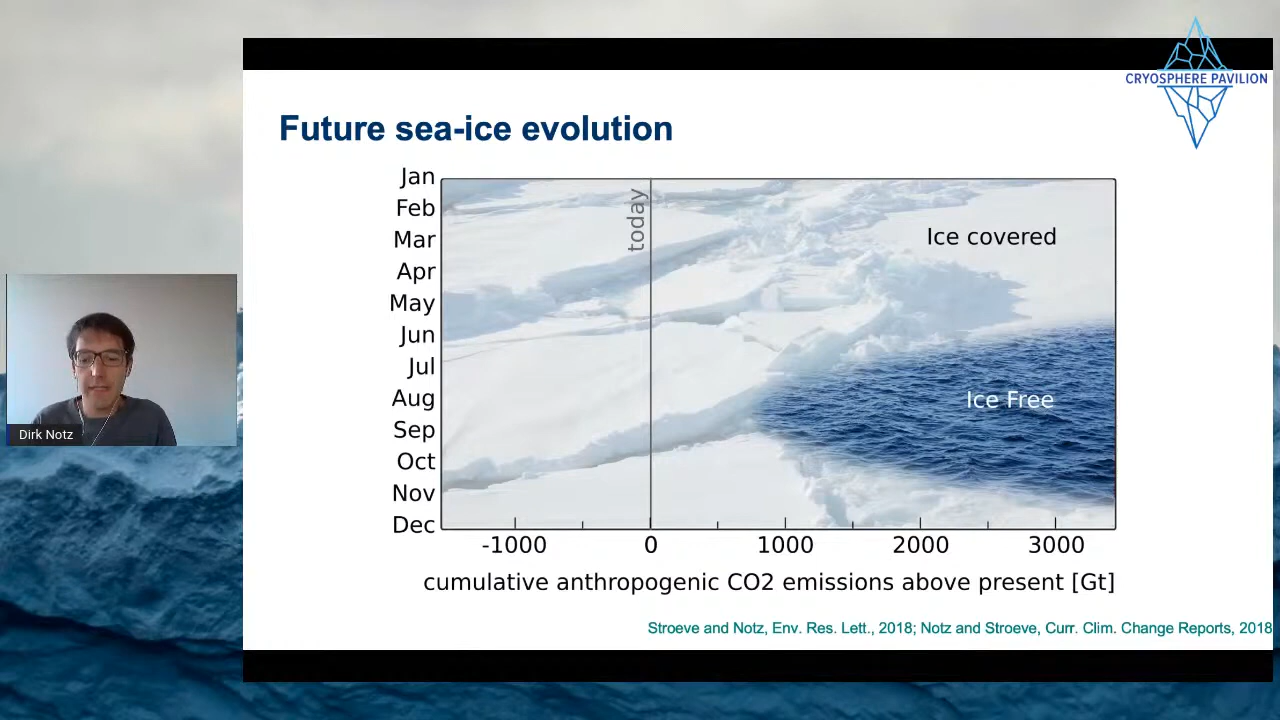 CRYOSPHERE PAVILION
Future sea-ice evolution
Jan
Feb
Mar
Apr
May
Jun
Jul
Aug
Sep
Oct
Nov
Dec
today
Ice covered
Ice Free
-1000 0 1000 2000 3000
cumulative anthropogenic CO2 emissions above present [Gt]
Stroeve and Notz, Env. Res. Lett., 2018; Notz and Stroeve, Curr. Clim. Change Reports, 2018
Dirk Notz